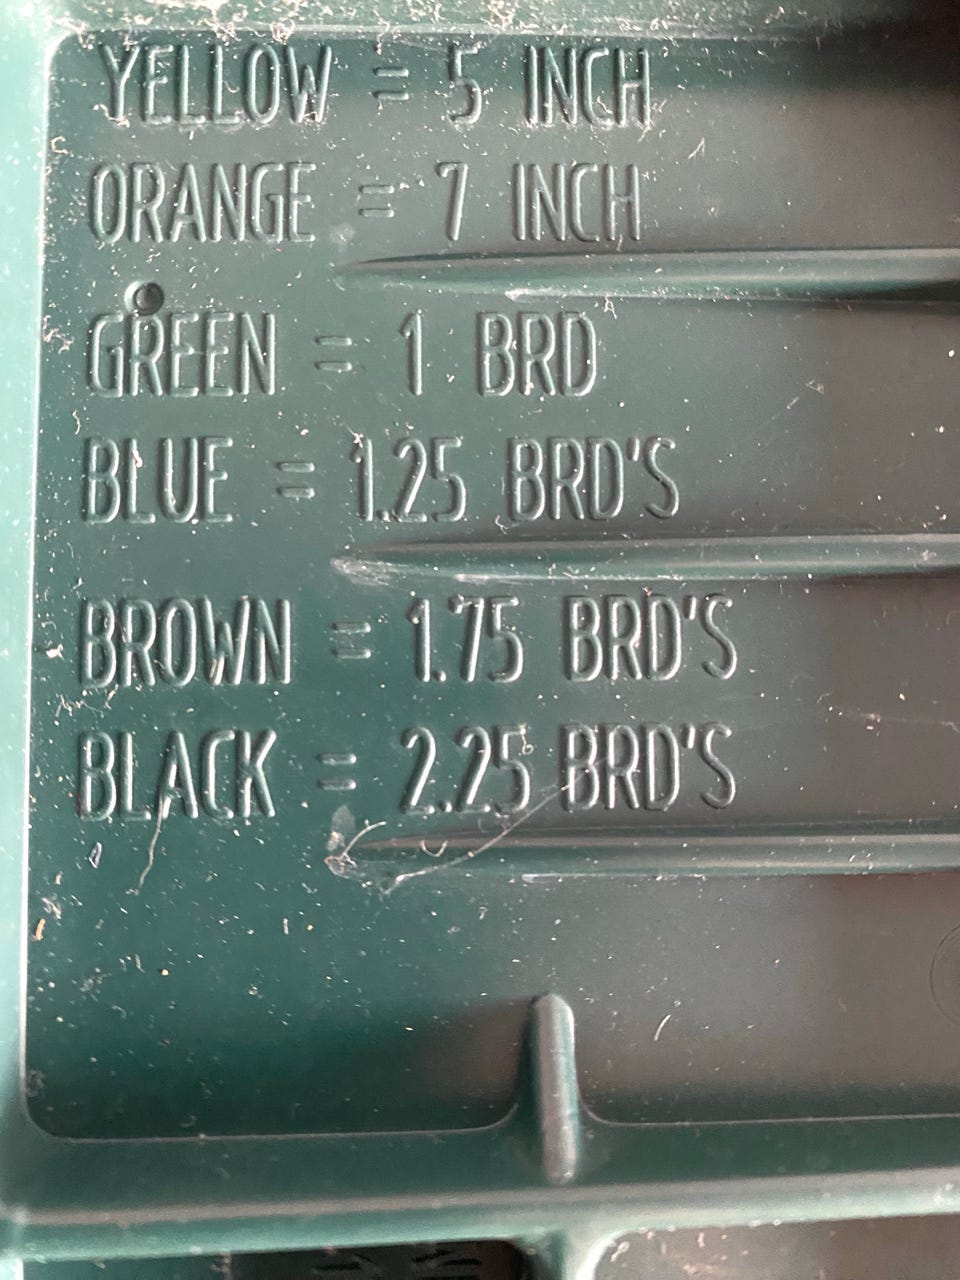 YELLOW = 5 INCH
ORANGE = 7 INCH
GREEN = 1 BRD
BLUE = 1.25 BRD'S
BROWN = 1.75 BRD'S
BLACK = 2.25 BRD'S